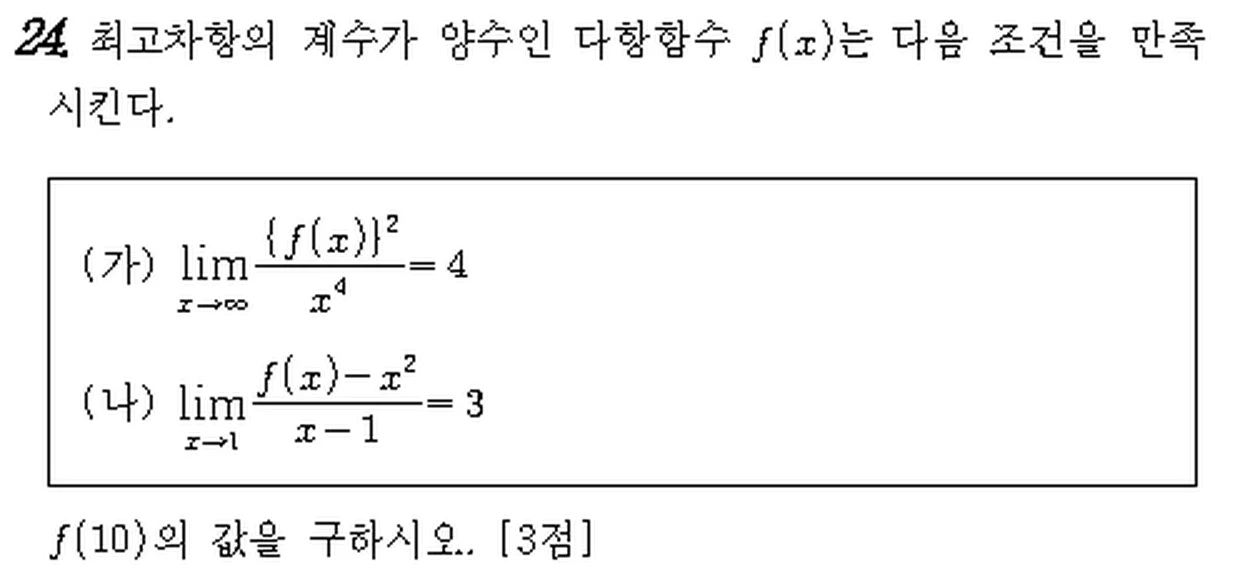 24. 최고차항의 계수가 양수인 다항함수 f(x)는 다음 조건을 만족
시킨다.
(가) lim_{x→∞} {f(x)}²/x⁴ = 4
(나) lim_{x→1} (f(x)-x²)/(x-1) = 3
f(10)의 값을 구하시오.. [3점]